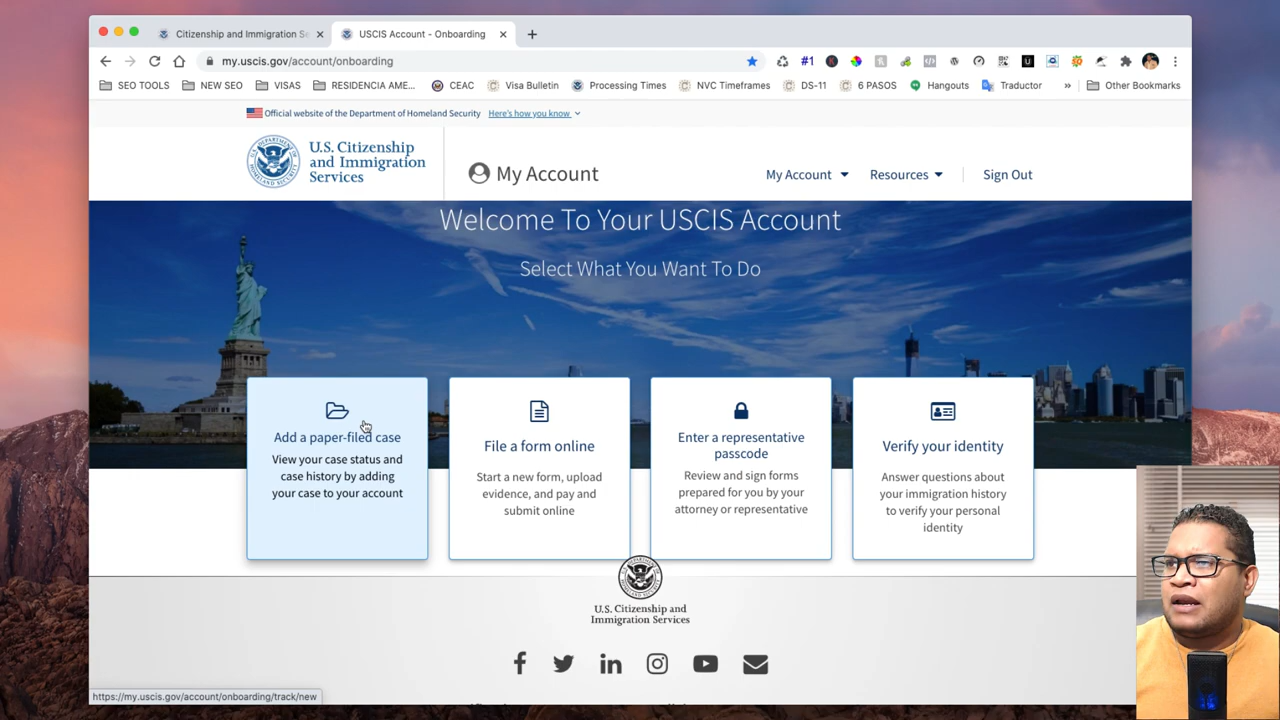 Citizenship and Immigration Se
USCIS Account - Onboarding
my.uscis.gov/account/onboarding
#1
SEO TOOLS
NEW SEO
VISAS
RESIDENCIA AME...
CEAC
Visa Bulletin
Processing Times
NVC Timeframes
DS-11
6 PASOS
Hangouts
Traductor
»
Other Bookmarks
Official website of the Department of Homeland Security Here's how you know
U.S. Citizenship
and Immigration
Services
My Account
My Account
Resources
Sign Out
Welcome To Your USCIS Account
Select What You Want To Do
Add a paper-filed case
View your case status and
case history by adding
your case to your account
File a form online
Start a new form, upload
evidence, and pay and
submit online
Enter a representative
passcode
Review and sign forms
prepared for you by your
attorney or representative
Verify your identity
Answer questions about
your immigration history
to verify your personal
identity
U.S. Citizenship and
Immigration Services
https://my.uscis.gov/account/onboarding/track/new